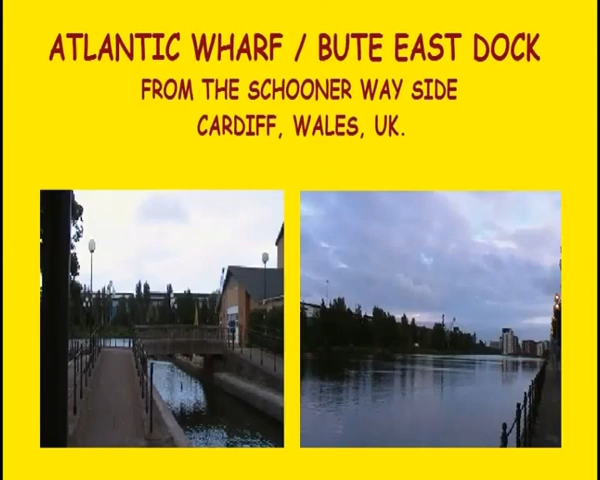 ATLANTIC WHARF / BUTE EAST DOCK
FROM THE SCHOONER WAY SIDE
CARDIFF, WALES, UK.